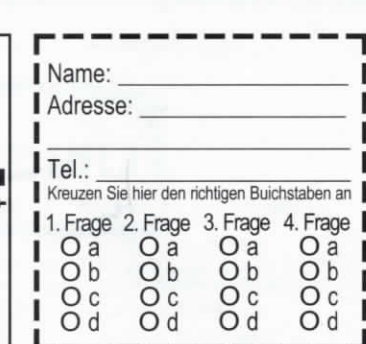 Name:
Adresse:
Tel.:
Kreuzen Sie hier den richtigen Buichstaben an
1. Frage 2. Frage 3. Frage 4. Frage
O a O a O a O a
O b O b O b O b
O c O c O c O c
O d O d O d O d